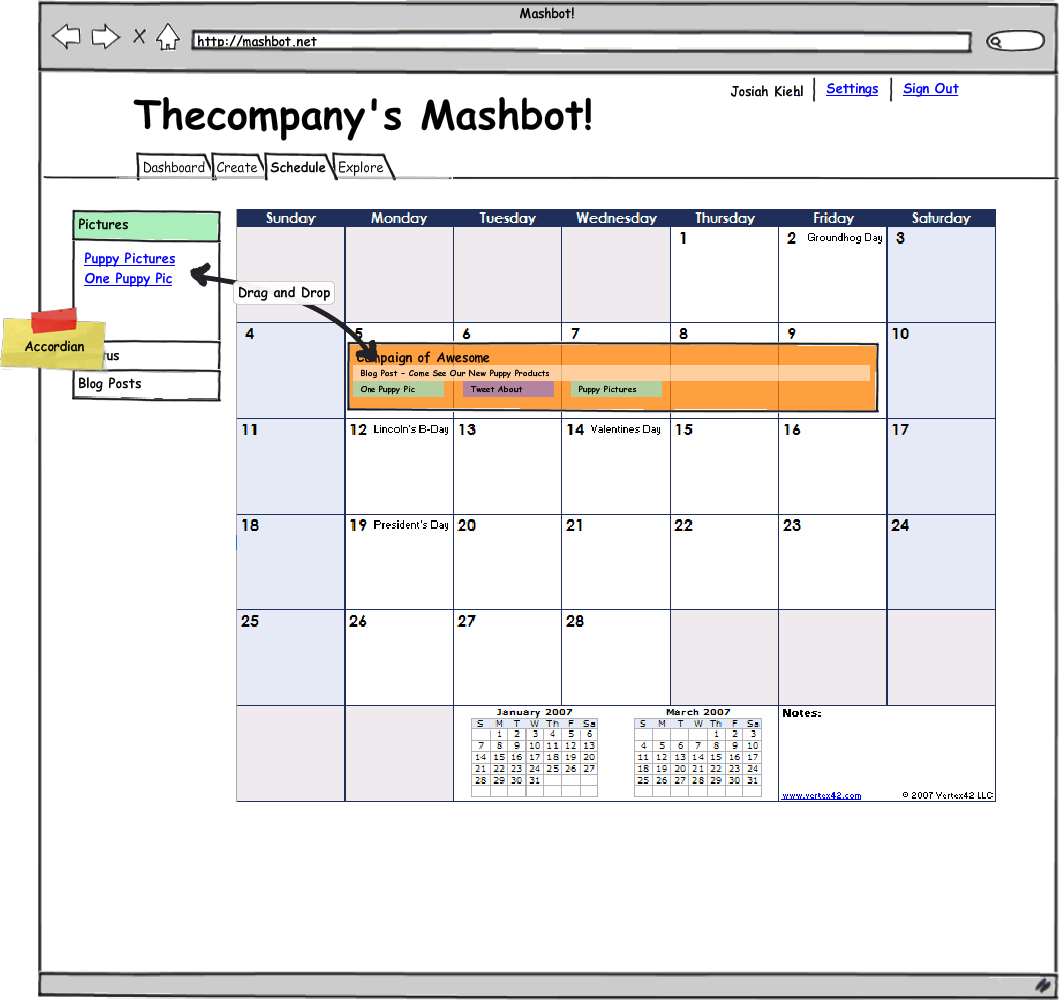 Mashbot!
http://mashbot.net
Josiah Kiehl
Settings
Sign Out
Thecompany's Mashbot!
Dashboard
Create
Schedule
Explore
Pictures
Puppy Pictures
One Puppy Pic
Accordian
tus
Blog Posts
Drag and Drop
Sunday Monday Tuesday Wednesday Thursday Friday Saturday
1 2 Groundhog Day 3
4 5 6 7 8 9 10
paign of Awesome
Blog Post - Come See Our New Puppy Products
One Puppy Pic
Tweet About
Puppy Pictures
11 12 Lincoln's B-Day 13 14 Valentines Day 15 16 17
18 19 President's Day 20 21 22 23 24
25 26 27 28
January 2007
S M T W Th F Sa
1 2 3 4 5 6
7 8 9 10 11 12 13
14 15 16 17 18 19 20
21 22 23 24 25 26 27
28 29 30 31
March 2007
S M T W Th F Sa
1 2 3
4 5 6 7 8 9 10
11 12 13 14 15 16 17
18 19 20 21 22 23 24
25 26 27 28 29 30 31
Notes:
www.vertex42.com
© 2007 Vertex42 LLC